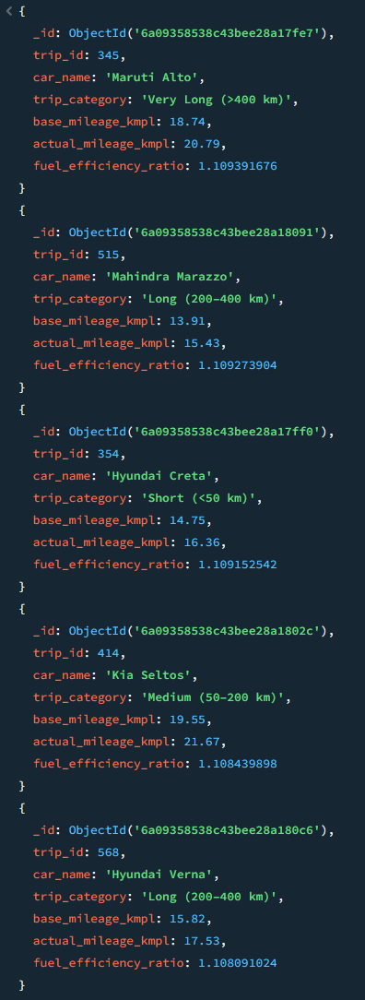 {
_id: ObjectId('6a09358538c43bee28a17fe7'),
trip_id: 345,
car_name: 'Maruti Alto',
trip_category: 'Very Long (>400 km)',
base_mileage_kmpl: 18.74,
actual_mileage_kmpl: 20.79,
fuel_efficiency_ratio: 1.109391676
}
{
_id: ObjectId('6a09358538c43bee28a18091'),
trip_id: 515,
car_name: 'Mahindra Marazzo',
trip_category: 'Long (200–400 km)',
base_mileage_kmpl: 13.91,
actual_mileage_kmpl: 15.43,
fuel_efficiency_ratio: 1.109273904
}
{
_id: ObjectId('6a09358538c43bee28a17ff0'),
trip_id: 354,
car_name: 'Hyundai Creta',
trip_category: 'Short (<50 km)',
base_mileage_kmpl: 14.75,
actual_mileage_kmpl: 16.36,
fuel_efficiency_ratio: 1.109152542
}
{
_id: ObjectId('6a09358538c43bee28a1802c'),
trip_id: 414,
car_name: 'Kia Seltos',
trip_category: 'Medium (50–200 km)',
base_mileage_kmpl: 19.55,
actual_mileage_kmpl: 21.67,
fuel_efficiency_ratio: 1.108439898
}
{
_id: ObjectId('6a09358538c43bee28a180c6'),
trip_id: 568,
car_name: 'Hyundai Verna',
trip_category: 'Long (200–400 km)',
base_mileage_kmpl: 15.82,
actual_mileage_kmpl: 17.53,
fuel_efficiency_ratio: 1.108091024
}